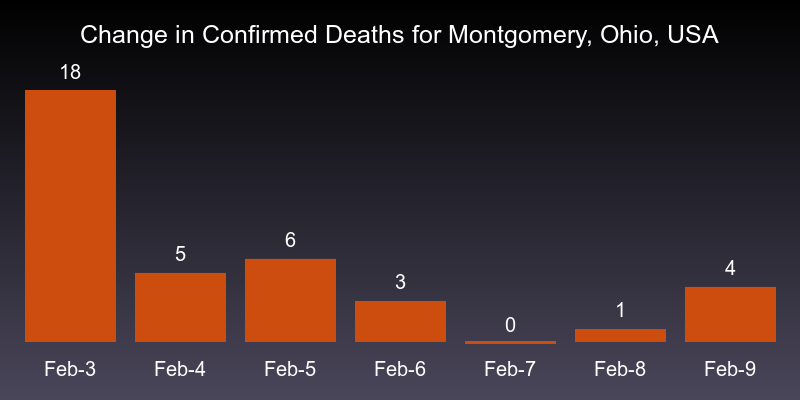 Change in Confirmed Deaths for Montgomery, Ohio, USA
18
5
6
3
0
1
4
Feb-3
Feb-4
Feb-5
Feb-6
Feb-7
Feb-8
Feb-9